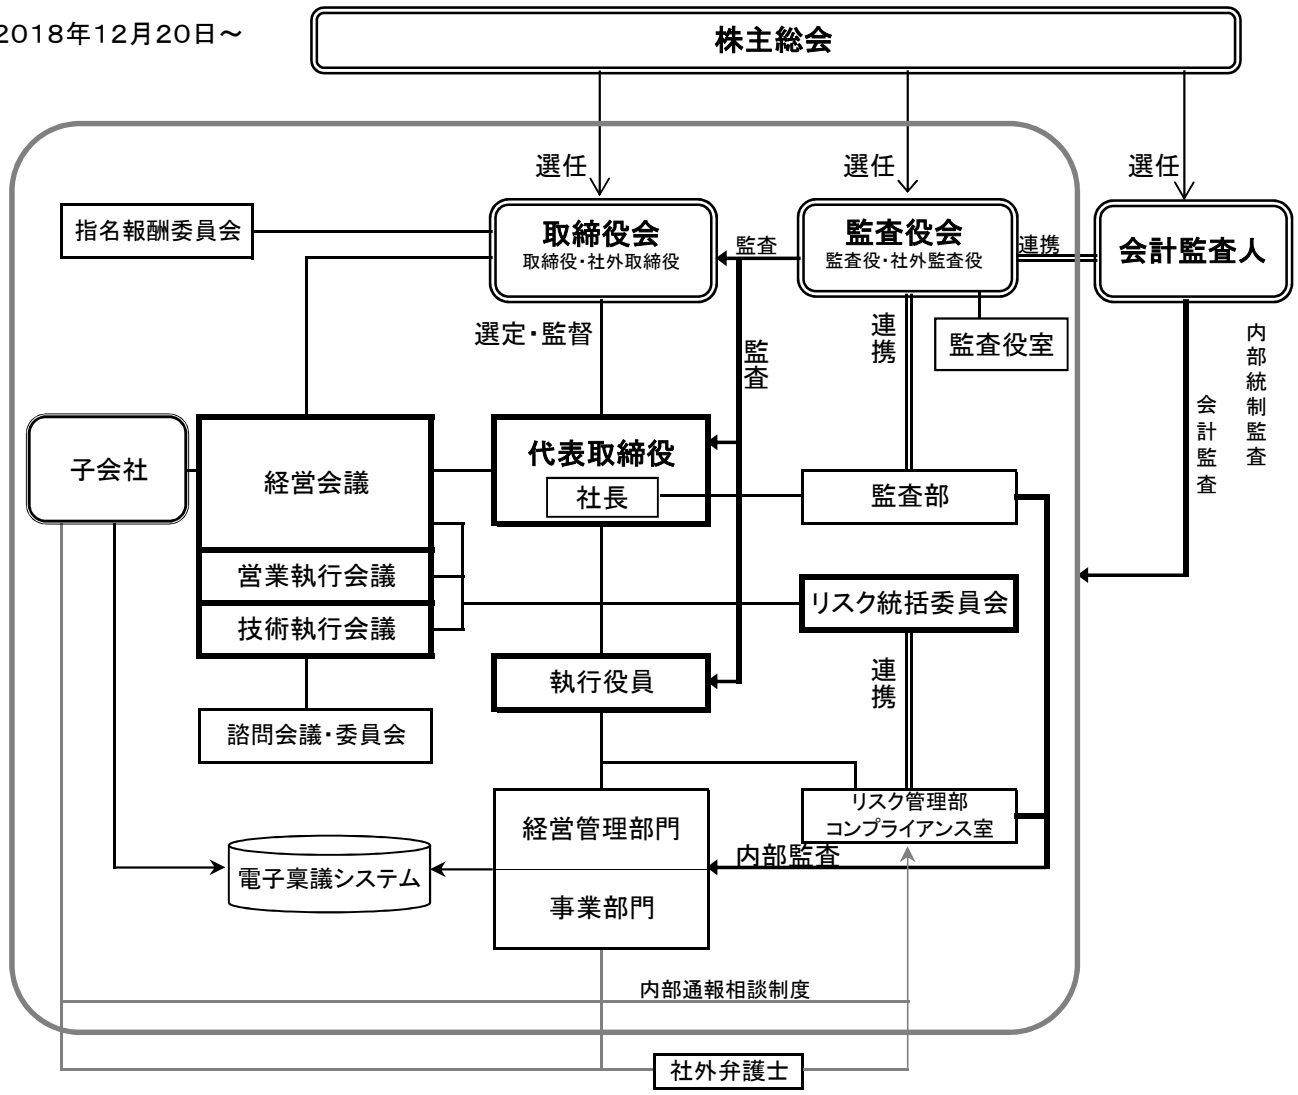 2018年12月20日～
株主総会
選任
選任
選任
指名報酬委員会
取締役会
取締役・社外取締役
監査
監査役会
監査役・社外監査役
連携
会計監査人
選定・監督
監査
連携
監査役室
内部統制監査
会計監査
子会社
経営会議
代表取締役
社長
監査部
営業執行会議
技術執行会議
リスク統括委員会
執行役員
連携
諮問会議・委員会
経営管理部門
リスク管理部
コンプライアンス室
内部監査
電子稟議システム
事業部門
内部通報相談制度
社外弁護士